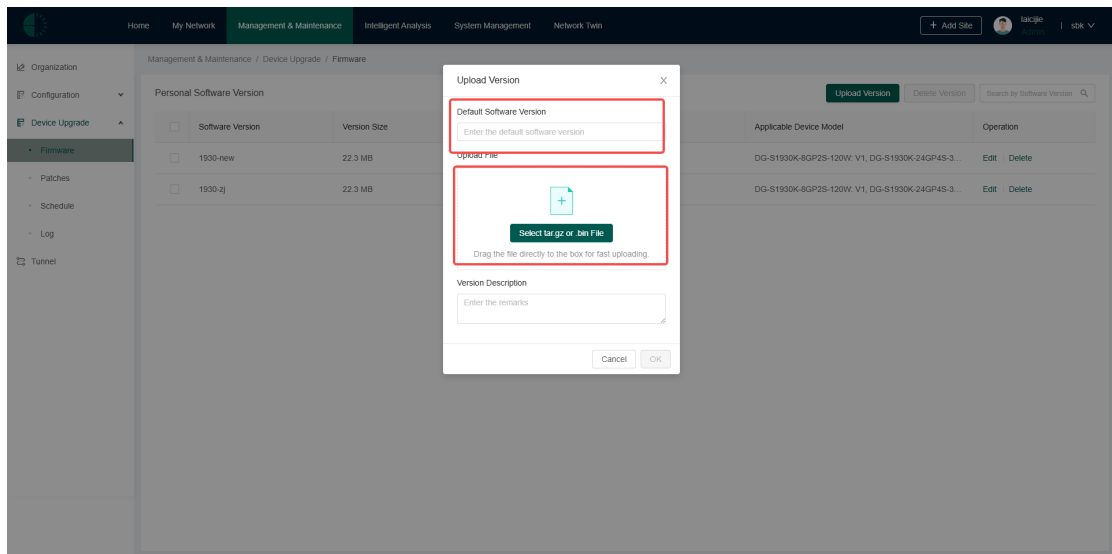 Home My Network Management & Maintenance Intelligent Analysis System Management Network Twin + Add Site laicijie sbk
Admin
Organization
Configuration
Device Upgrade
Firmware
Patches
Schedule
Log
Tunnel
Management & Maintenance / Device Upgrade / Firmware
Personal Software Version Upload Version Delete Version Search by Software Version
Software Version Version Size Applicable Device Model Operation
1930-new 22.3 MB DG-S1930K-8GP2S-120W: V1, DG-S1930K-24GP4S-3... Edit Delete
1930-zj 22.3 MB DG-S1930K-8GP2S-120W: V1, DG-S1930K-24GP4S-3... Edit Delete
Upload Version
Default Software Version
Enter the default software version
Upload File
Select tar.gz or .bin File
Drag the file directly to the box for fast uploading.
Version Description
Enter the remarks
Cancel OK